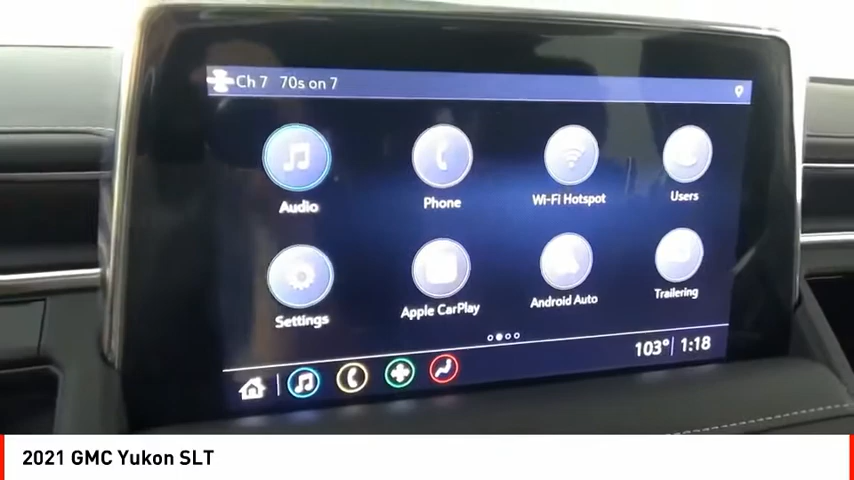 Ch 7 70s on 7
Audio
Phone
Wi-Fi Hotspot
Users
Settings
Apple CarPlay
Android Auto
Trailering
103° 1:18
2021 GMC Yukon SLT